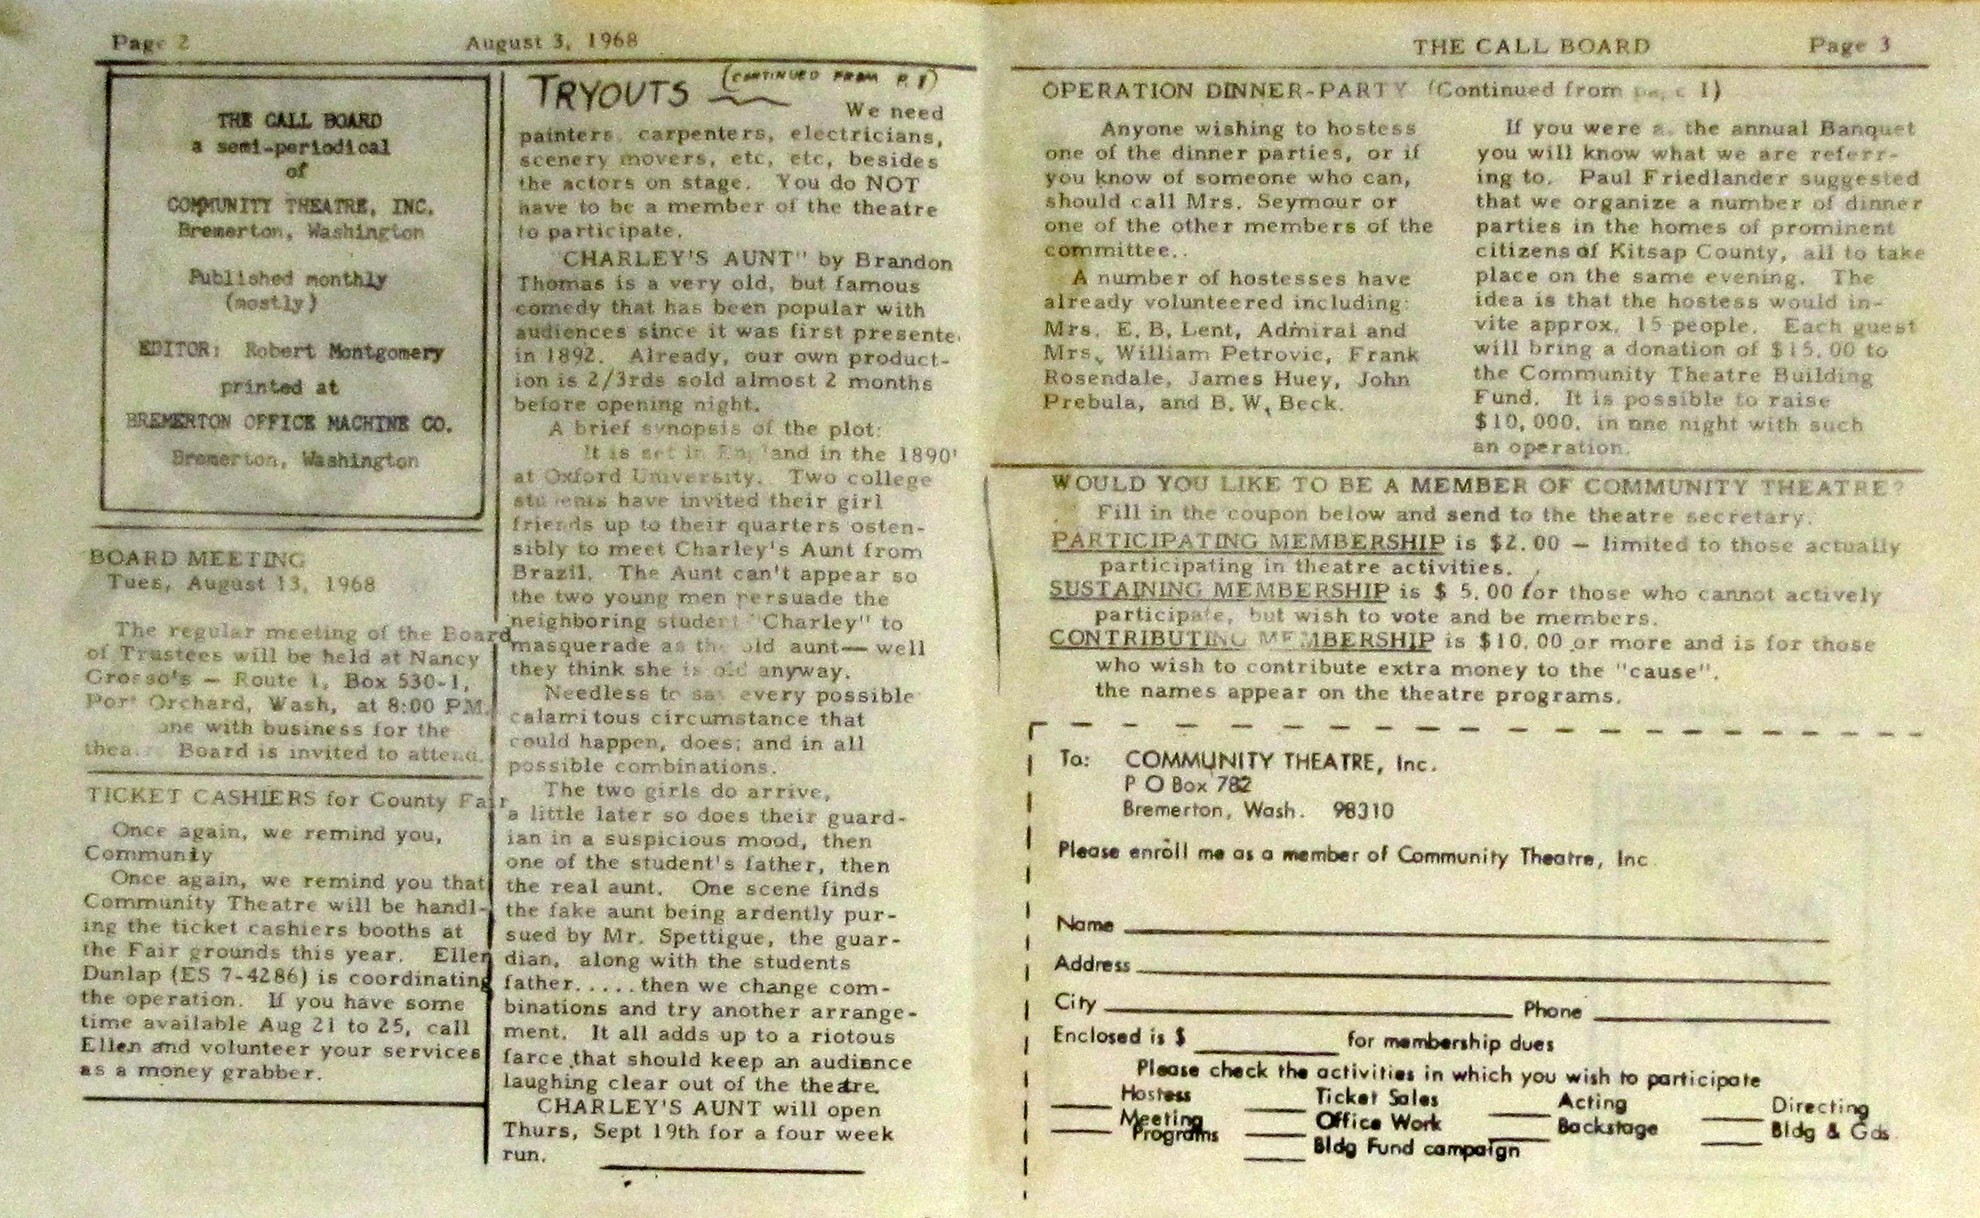 Page 2 August 3, 1968
THE CALL BOARD
a semi-periodical
of
COMMUNITY THEATRE, INC.
Bremerton, Washington
Published monthly
(mostly)
EDITOR: Robert Montgomery
printed at
BREMERTON OFFICE MACHINE CO.
Bremerton, Washington
BOARD MEETING
Tues, August 13, 1968
The regular meeting of the Board
of Trustees will be held at Nancy
Grosso's — Route 1, Box 530-1,
Port Orchard, Wash, at 8:00 PM.
one with business for the
Board is invited to attend.
TICKET CASHIERS for County Fair
Once again, we remind you,
Communiy
Once again, we remind you that
Community Theatre will be handl-
ing the ticket cashiers booths at
the Fair grounds this year. Ellen
Dunlap (ES 7-4286) is coordinating
the operation. If you have some
time available Aug 21 to 25, call
Ellen and volunteer your services
as a money grabber.
TRYOUTS (CONTINUED FROM P. 1)
We need
painters, carpenters, electricians,
scenery movers, etc, etc, besides
the actors on stage. You do NOT
have to be a member of the theatre
to participate.
CHARLEY'S AUNT" by Brandon
Thomas is a very old, but famous
comedy that has been popular with
audiences since it was first presente
in 1892. Already, our own product-
ion is 2/3rds sold almost 2 months
before opening night.
A brief synopsis of the plot:
It is set in England in the 1890'
at Oxford University. Two college
students have invited their girl
friends up to their quarters osten-
sibly to meet Charley's Aunt from
Brazil. The Aunt can't appear so
the two young men persuade the
neighboring student "Charley" to
masquerade as the old aunt— well
they think she is old anyway.
Needless to say every possible
calamitous circumstance that
could happen, does; and in all
possible combinations.
The two girls do arrive,
a little later so does their guard-
ian in a suspicious mood, then
one of the student's father, then
the real aunt. One scene finds
the fake aunt being ardently pur-
sued by Mr. Spettigue, the guar-
dian, along with the students
father.....then we change com-
binations and try another arrange-
ment. It all adds up to a riotous
farce that should keep an audience
laughing clear out of the theatre.
CHARLEY'S AUNT will open
Thurs, Sept 19th for a four week
run.
THE CALL BOARD Page 3
OPERATION DINNER-PARTY (Continued from page 1)
Anyone wishing to hostess
one of the dinner parties, or if
you know of someone who can,
should call Mrs. Seymour or
one of the other members of the
committee..
A number of hostesses have
already volunteered including:
Mrs. E. B. Lent, Admiral and
Mrs. William Petrovic, Frank
Rosendale, James Huey, John
Prebula, and B. W. Beck.
If you were a. the annual Banquet
you will know what we are referr-
ing to. Paul Friedlander suggested
that we organize a number of dinner
parties in the homes of prominent
citizens of Kitsap County, all to take
place on the same evening. The
idea is that the hostess would in-
vite approx. 15 people. Each guest
will bring a donation of $15.00 to
the Community Theatre Building
Fund. It is possible to raise
$10,000. in one night with such
an operation.
WOULD YOU LIKE TO BE A MEMBER OF COMMUNITY THEATRE?
Fill in the coupon below and send to the theatre secretary.
PARTICIPATING MEMBERSHIP is $2.00 — limited to those actually
participating in theatre activities.
SUSTAINING MEMBERSHIP is $ 5.00 for those who cannot actively
participate, but wish to vote and be members.
CONTRIBUTING MEMBERSHIP is $10.00 or more and is for those
who wish to contribute extra money to the "cause".
the names appear on the theatre programs.
To: COMMUNITY THEATRE, Inc.
P O Box 782
Bremerton, Wash. 98310
Please enroll me as a member of Community Theatre, Inc
Name
Address
City Phone
Enclosed is $ for membership dues
Please check the activities in which you wish to participate
Hostess Ticket Sales Acting Directing
Meeting Programs Office Work Backstage Bldg & Gds.
Bldg Fund campaign